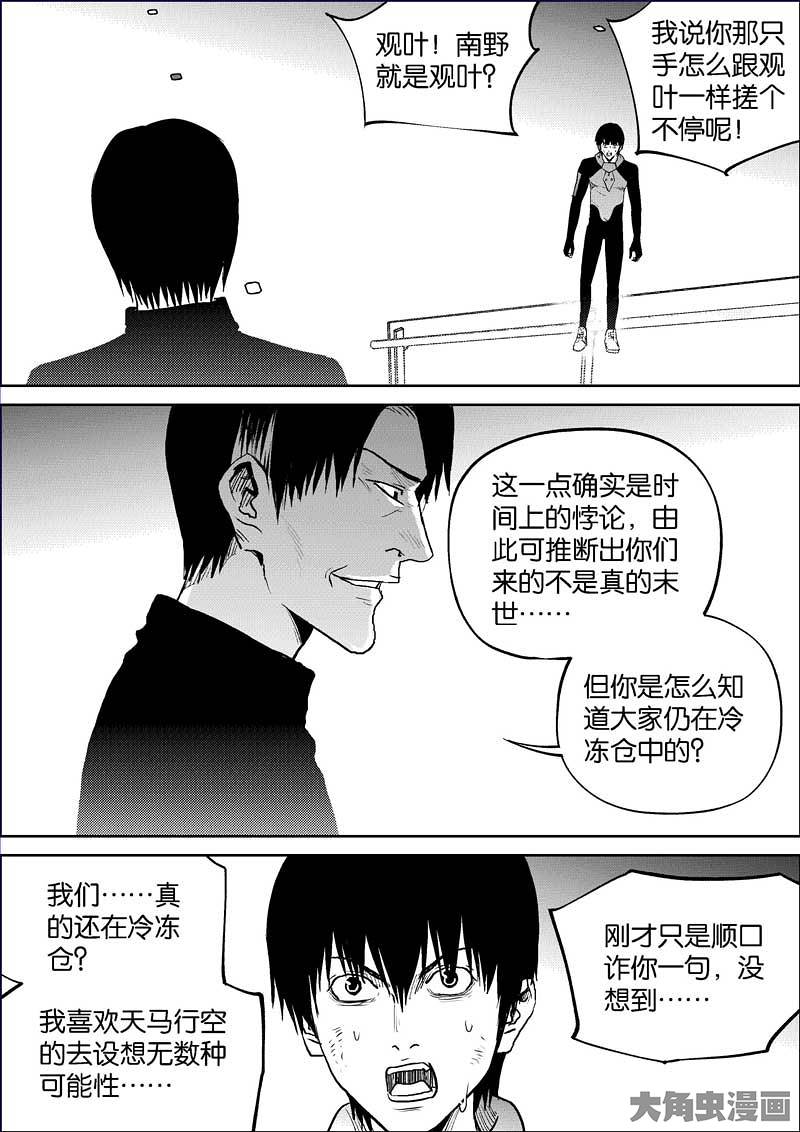 观叶！南野
就是观叶？
我说你那只
手怎么跟观
叶一样搓个
不停呢！
这一点确实是时
间上的悖论，由
此可推断出你们
来的不是真的末
世……
但你是怎么知
道大家仍在冷
冻仓中的？
我们……真
的还在冷冻
仓？
我喜欢天马行空
的去设想无数种
可能性……
刚才只是顺口
诈你一句，没
想到……
大角虫漫画